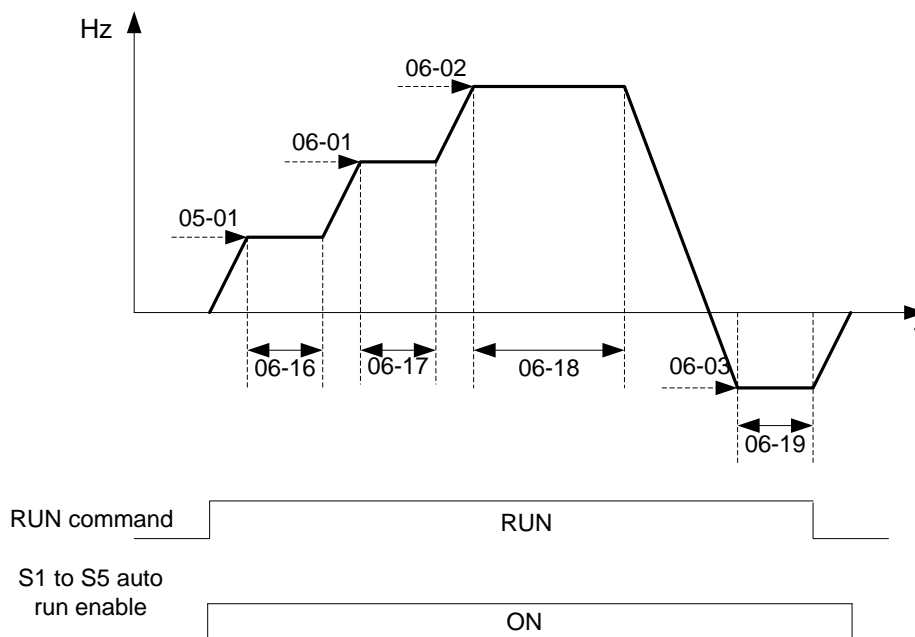 Hz
06-02
06-01
05-01
06-16
06-17
06-18
06-03
06-19
RUN command
RUN
S1 to S5 auto
run enable
ON